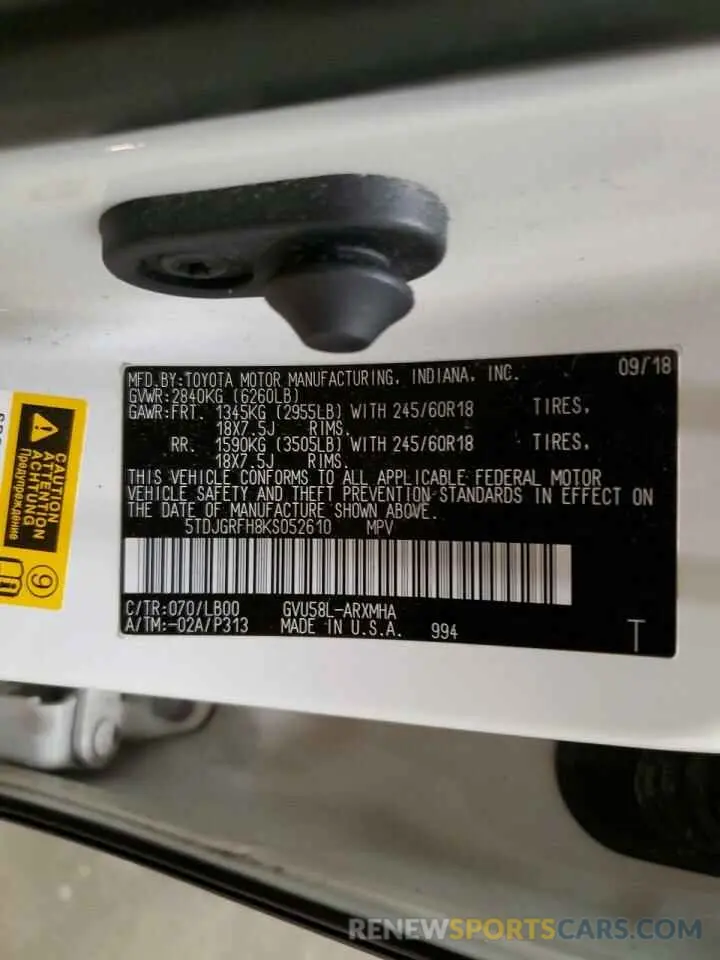 MFD.BY:TOYOTA MOTOR MANUFACTURING, INDIANA, INC. 09/18
GVWR:2840KG (6260LB)
GAWR:FRT. 1345KG (2955LB) WITH 245/60R18 TIRES,
18X7.5J RIMS.
RR. 1590KG (3505LB) WITH 245/60R18 TIRES,
18X7.5J RIMS.
THIS VEHICLE CONFORMS TO ALL APPLICABLE FEDERAL MOTOR
VEHICLE SAFETY AND THEFT PREVENTION STANDARDS IN EFFECT ON
THE DATE OF MANUFACTURE SHOWN ABOVE.
5TDJGRFH8KS052610 MPV
C/TR:070/LB00 GVU58L-ARXMHA
A/TM:-02A/P313 MADE IN U.S.A. 994
T
CAUTION
ATTENTION
ACHTUNG
Предупреждение
9
RENEWSPORTSCARS.COM